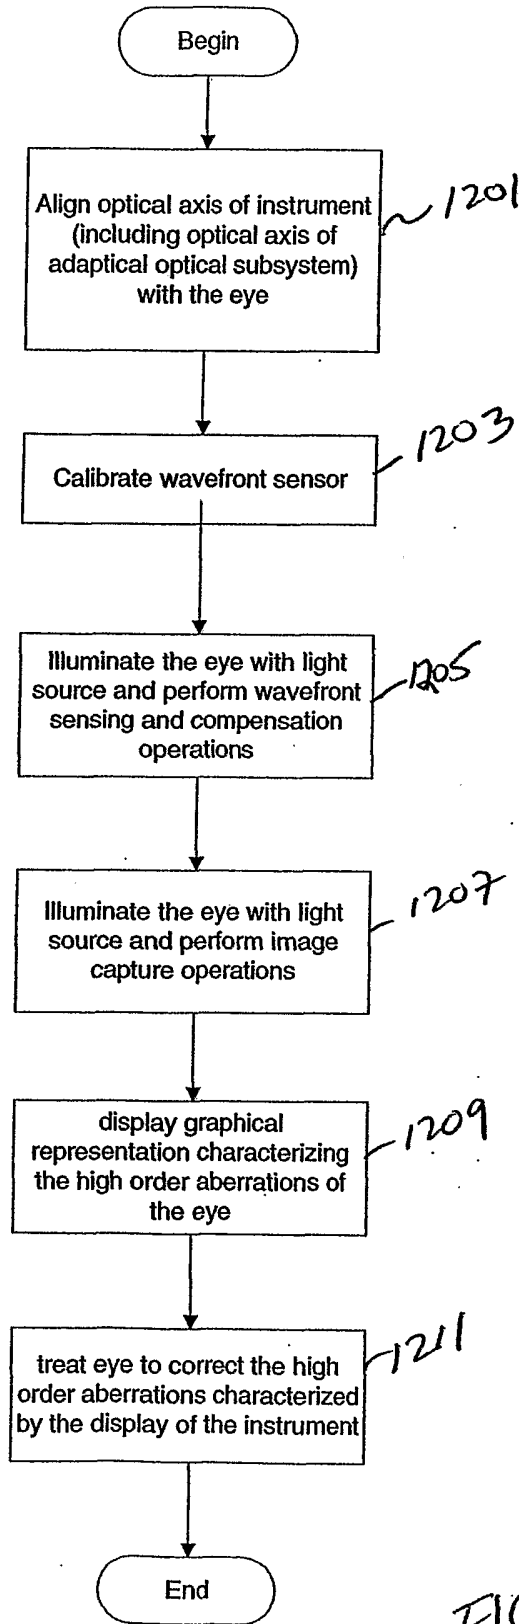 Begin
Align optical axis of instrument
(including optical axis of
adaptical optical subsystem)
with the eye
1201
Calibrate wavefront sensor
1203
Illuminate the eye with light
source and perform wavefront
sensing and compensation
operations
1205
Illuminate the eye with light
source and perform image
capture operations
1207
display graphical
representation characterizing
the high order aberrations of
the eye
1209
treat eye to correct the high
order aberrations characterized
by the display of the instrument
1211
End